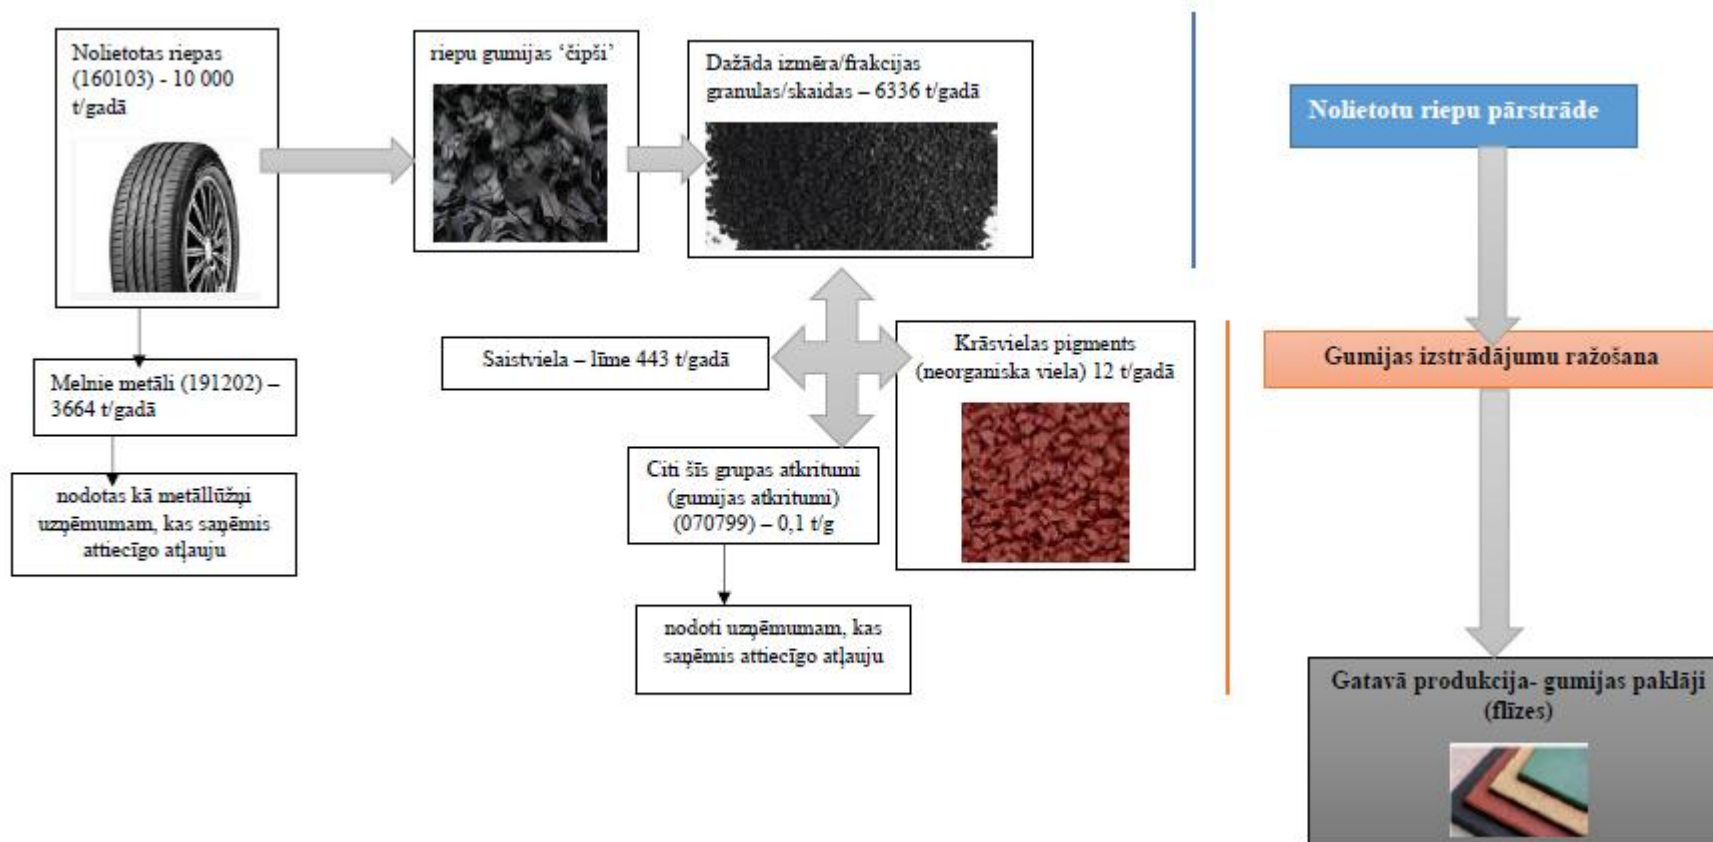 Nolietotas riepas
(160103) - 10 000
t/gadā
riepu gumijas ‘čipši’
Dažāda izmēra/frakcijas
granulas/skaidas – 6336 t/gadā
Melnie metāli (191202) –
3664 t/gadā
nodotas kā metāllūžņi
uzņēmumam, kas saņēmis
attiecīgo atļauju
Saistviela – līme 443 t/gadā
Krāsvielas pigments
(neorganiska viela) 12 t/gadā
Citi šīs grupas atkritumi
(gumijas atkritumi)
(070799) – 0,1 t/g
nodoti uzņēmumam, kas
saņēmis attiecīgo atļauju
Nolietotu riepu pārstrāde
Gumijas izstrādājumu ražošana
Gatavā produkcija- gumijas paklāji
(flīzes)